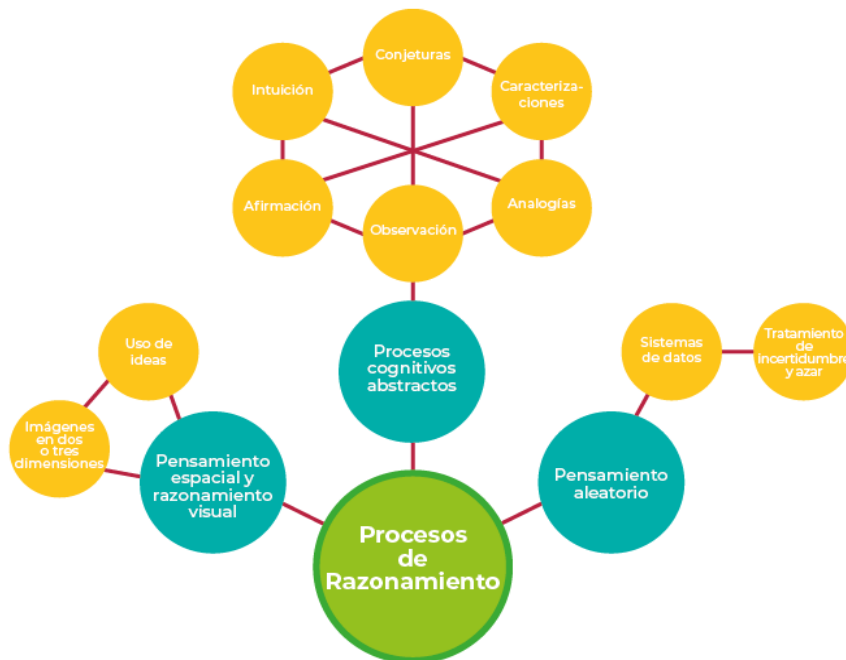 Conjeturas
Intuición
Caracteriza-
ciones
Afirmación
Observación
Analogías
Uso de
ideas
Imágenes
en dos
o tres
dimensiones
Procesos
cognitivos
abstractos
Sistemas
de datos
Tratamiento
de
incertidumbre
y azar
Pensamiento
espacial y
razonamiento
visual
Pensamiento
aleatorio
Procesos
de
Razonamiento